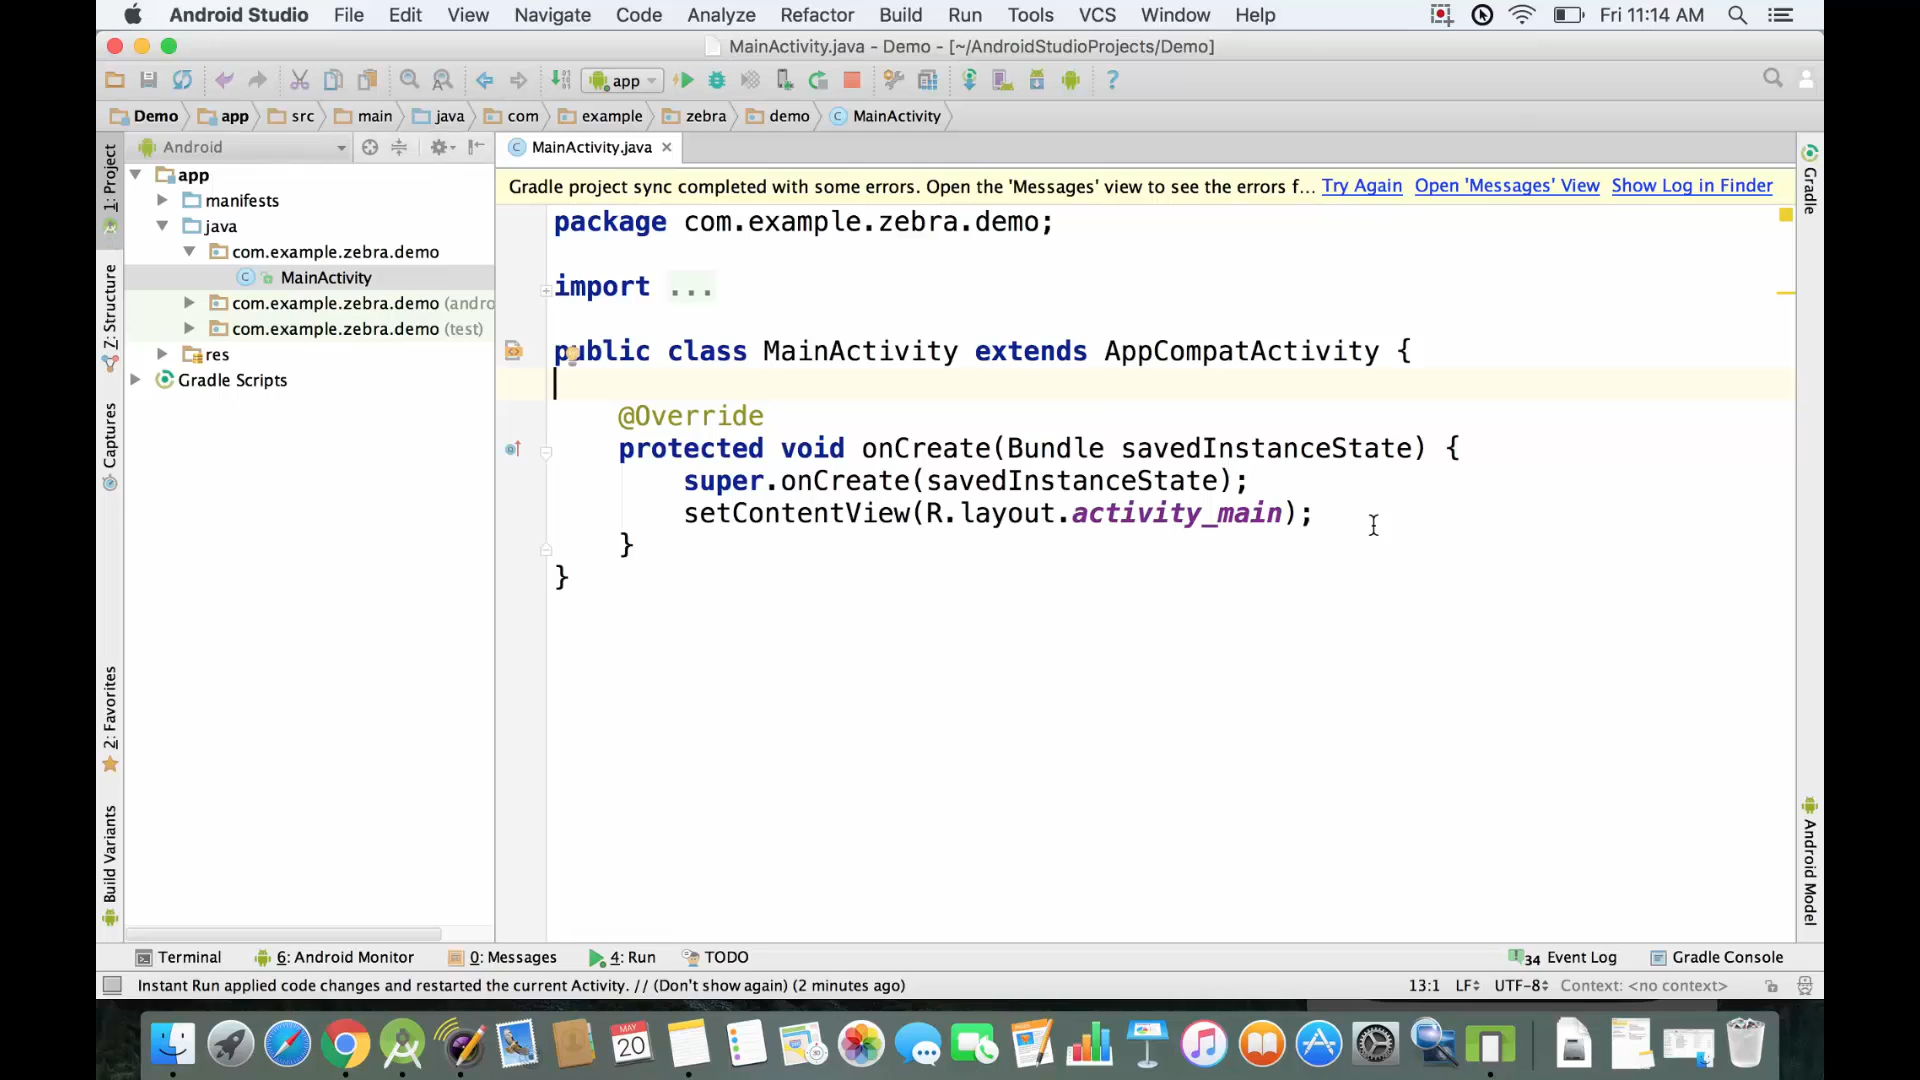 Android Studio File Edit View Navigate Code Analyze Refactor Build Run Tools VCS Window Help Fri 11:14 AM
MainActivity.java - Demo - [~/AndroidStudioProjects/Demo]
app ?
Demo app src main java com example zebra demo MainActivity
Android
MainActivity.java
1: Project
7: Structure
Captures
2: Favorites
Build Variants
app
manifests
java
com.example.zebra.demo
MainActivity
com.example.zebra.demo (andro
com.example.zebra.demo (test)
res
Gradle Scripts
Gradle project sync completed with some errors. Open the 'Messages' view to see the errors f... Try Again Open 'Messages' View Show Log in Finder
package com.example.zebra.demo;
import ...
public class MainActivity extends AppCompatActivity {
@Override
protected void onCreate(Bundle savedInstanceState) {
super.onCreate(savedInstanceState);
setContentView(R.layout.activity_main);
}
}
Gradle
Android Model
Terminal 6: Android Monitor 0: Messages 4: Run TODO 34 Event Log Gradle Console
Instant Run applied code changes and restarted the current Activity. // (Don't show again) (2 minutes ago) 13:1 LF UTF-8 Context: <no context>
MAY
20